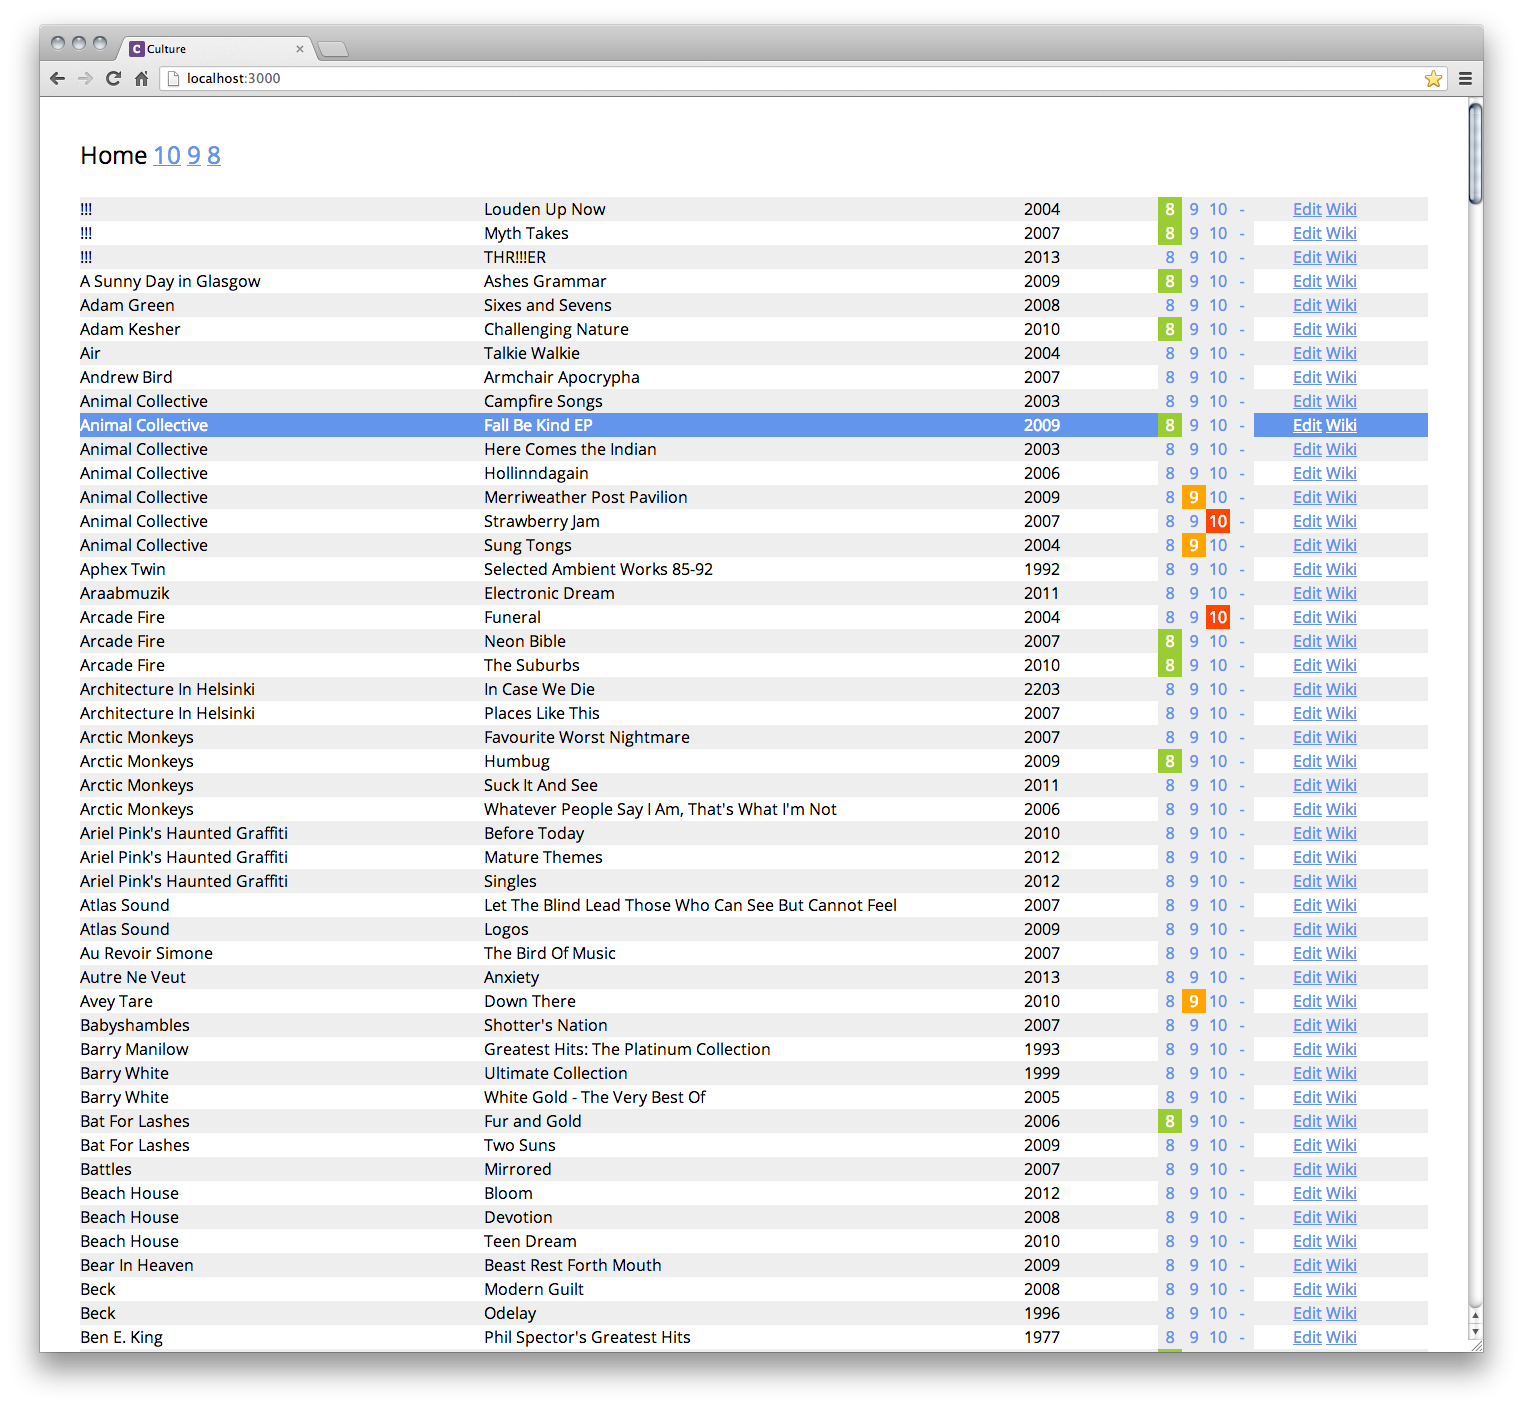 Culture
localhost:3000
Home 10 9 8
!!! Louden Up Now 2004 8 9 10 - Edit Wiki
!!! Myth Takes 2007 8 9 10 - Edit Wiki
!!! THR!!!ER 2013 8 9 10 - Edit Wiki
A Sunny Day in Glasgow Ashes Grammar 2009 8 9 10 - Edit Wiki
Adam Green Sixes and Sevens 2008 8 9 10 - Edit Wiki
Adam Kesher Challenging Nature 2010 8 9 10 - Edit Wiki
Air Talkie Walkie 2004 8 9 10 - Edit Wiki
Andrew Bird Armchair Apocrypha 2007 8 9 10 - Edit Wiki
Animal Collective Campfire Songs 2003 8 9 10 - Edit Wiki
Animal Collective Fall Be Kind EP 2009 8 9 10 - Edit Wiki
Animal Collective Here Comes the Indian 2003 8 9 10 - Edit Wiki
Animal Collective Hollinndagain 2006 8 9 10 - Edit Wiki
Animal Collective Merriweather Post Pavilion 2009 8 9 10 - Edit Wiki
Animal Collective Strawberry Jam 2007 8 9 10 - Edit Wiki
Animal Collective Sung Tongs 2004 8 9 10 - Edit Wiki
Aphex Twin Selected Ambient Works 85-92 1992 8 9 10 - Edit Wiki
Araabmuzik Electronic Dream 2011 8 9 10 - Edit Wiki
Arcade Fire Funeral 2004 8 9 10 - Edit Wiki
Arcade Fire Neon Bible 2007 8 9 10 - Edit Wiki
Arcade Fire The Suburbs 2010 8 9 10 - Edit Wiki
Architecture In Helsinki In Case We Die 2203 8 9 10 - Edit Wiki
Architecture In Helsinki Places Like This 2007 8 9 10 - Edit Wiki
Arctic Monkeys Favourite Worst Nightmare 2007 8 9 10 - Edit Wiki
Arctic Monkeys Humbug 2009 8 9 10 - Edit Wiki
Arctic Monkeys Suck It And See 2011 8 9 10 - Edit Wiki
Arctic Monkeys Whatever People Say I Am, That's What I'm Not 2006 8 9 10 - Edit Wiki
Ariel Pink's Haunted Graffiti Before Today 2010 8 9 10 - Edit Wiki
Ariel Pink's Haunted Graffiti Mature Themes 2012 8 9 10 - Edit Wiki
Ariel Pink's Haunted Graffiti Singles 2012 8 9 10 - Edit Wiki
Atlas Sound Let The Blind Lead Those Who Can See But Cannot Feel 2007 8 9 10 - Edit Wiki
Atlas Sound Logos 2009 8 9 10 - Edit Wiki
Au Revoir Simone The Bird Of Music 2007 8 9 10 - Edit Wiki
Autre Ne Veut Anxiety 2013 8 9 10 - Edit Wiki
Avey Tare Down There 2010 8 9 10 - Edit Wiki
Babyshambles Shotter's Nation 2007 8 9 10 - Edit Wiki
Barry Manilow Greatest Hits: The Platinum Collection 1993 8 9 10 - Edit Wiki
Barry White Ultimate Collection 1999 8 9 10 - Edit Wiki
Barry White White Gold - The Very Best Of 2005 8 9 10 - Edit Wiki
Bat For Lashes Fur and Gold 2006 8 9 10 - Edit Wiki
Bat For Lashes Two Suns 2009 8 9 10 - Edit Wiki
Battles Mirrored 2007 8 9 10 - Edit Wiki
Beach House Bloom 2012 8 9 10 - Edit Wiki
Beach House Devotion 2008 8 9 10 - Edit Wiki
Beach House Teen Dream 2010 8 9 10 - Edit Wiki
Bear In Heaven Beast Rest Forth Mouth 2009 8 9 10 - Edit Wiki
Beck Modern Guilt 2008 8 9 10 - Edit Wiki
Beck Odelay 1996 8 9 10 - Edit Wiki
Ben E. King Phil Spector's Greatest Hits 1977 8 9 10 - Edit Wiki